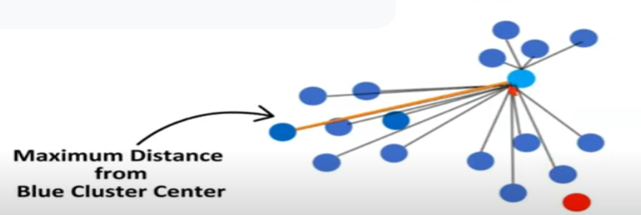 Maximum Distance
from
Blue Cluster Center